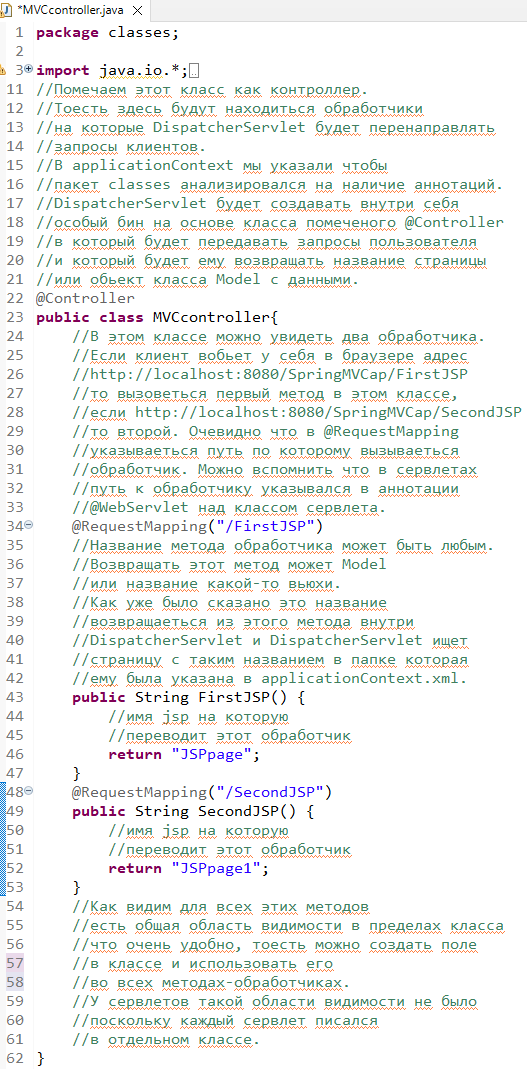 *MVCcontroller.java
1 package classes;
2
3 import java.io.*;
11 //Помечаем этот класс как контроллер.
12 //Тоесть здесь будут находиться обработчики
13 //на которые DispatcherServlet будет перенаправлять
14 //запросы клиентов.
15 //В applicationContext мы указали чтобы
16 //пакет classes анализировался на наличие аннотаций.
17 //DispatcherServlet будет создавать внутри себя
18 //особый бин на основе класса помеченого @Controller
19 //в который будет передавать запросы пользователя
20 //и который будет ему возвращать название страницы
21 //или обьект класса Model с данными.
22 @Controller
23 public class MVCcontroller{
24 //В этом классе можно увидеть два обработчика.
25 //Если клиент вобьет у себя в браузере адрес
26 //http://localhost:8080/SpringMVCap/FirstJSP
27 //то вызоветься первый метод в этом классе,
28 //если http://localhost:8080/SpringMVCap/SecondJSP
29 //то второй. Очевидно что в @RequestMapping
30 //указываеться путь по которому вызываеться
31 //обработчик. Можно вспомнить что в сервлетах
32 //путь к обработчику указывался в аннотации
33 //@WebServlet над классом сервлета.
34 @RequestMapping("/FirstJSP")
35 //Название метода обработчика может быть любым.
36 //Возвращать этот метод может Model
37 //или название какой-то вьюхи.
38 //Как уже было сказано это название
39 //возвращаеться из этого метода внутри
40 //DispatcherServlet и DispatcherServlet ищет
41 //страницу с таким названием в папке которая
42 //ему была указана в applicationContext.xml.
43 public String FirstJSP() {
44 //имя jsp на которую
45 //переводит этот обработчик
46 return "JSPpage";
47 }
48 @RequestMapping("/SecondJSP")
49 public String SecondJSP() {
50 //имя jsp на которую
51 //переводит этот обработчик
52 return "JSPpage1";
53 }
54 //Как видим для всех этих методов
55 //есть общая область видимости в пределах класса
56 //что очень удобно, тоесть можно создать поле
57 //в классе и использовать его
58 //во всех методах-обработчиках.
59 //У сервлетов такой области видимости не было
60 //поскольку каждый сервлет писался
61 //в отдельном классе.
62 }